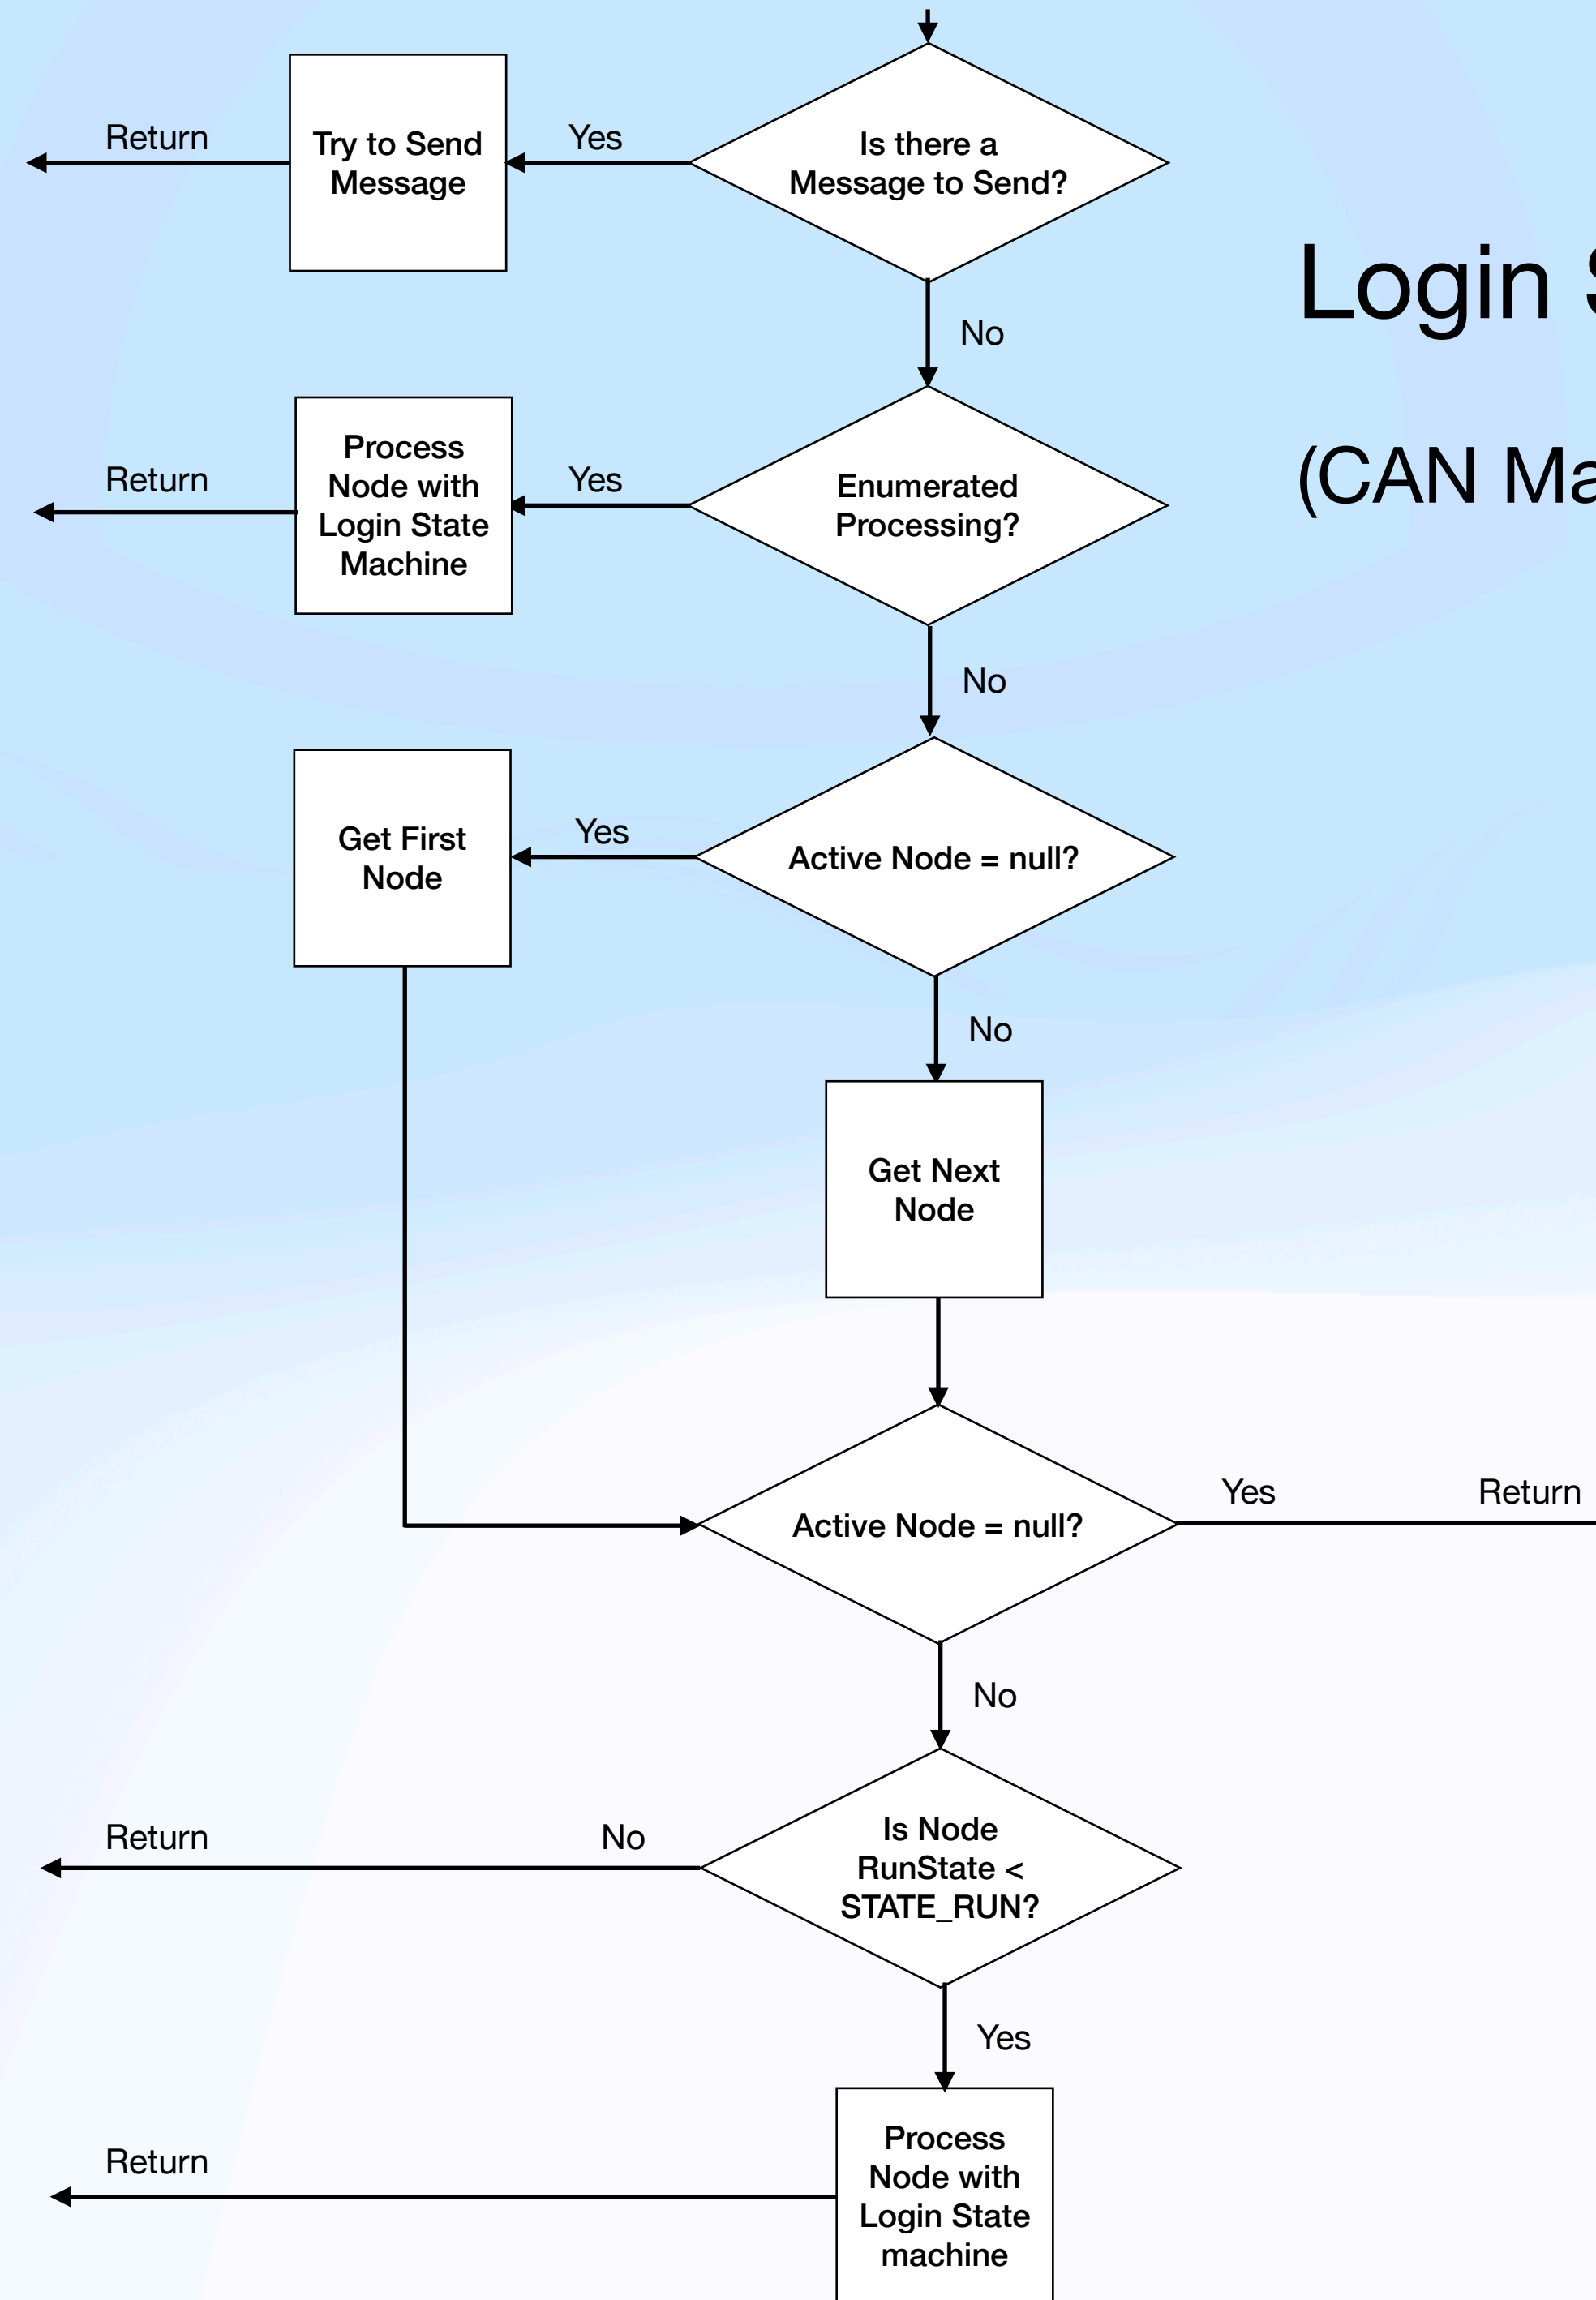 Return
Try to Send
Message
Yes
Is there a
Message to Send?
Login
No
(CAN
Return
Process
Node with
Login State
Machine
Yes
Enumerated
Processing?
No
Get First
Node
Yes
Active Node = null?
No
Get Next
Node
Active Node = null?
Yes
Return
No
Return
No
Is Node
RunState <
STATE_RUN?
Yes
Return
Process
Node with
Login State
machine